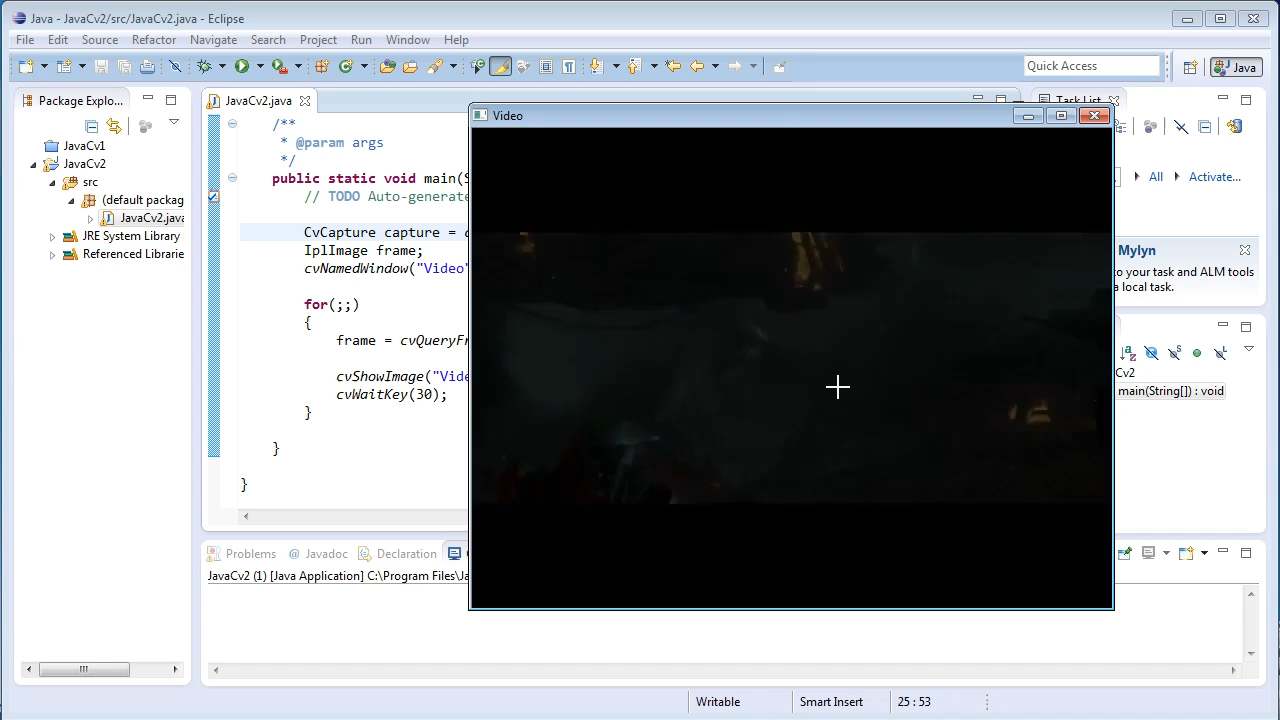 Java - JavaCv2/src/JavaCv2.java - Eclipse
File Edit Source Refactor Navigate Search Project Run Window Help
Quick Access
Java
Package Explo...
JavaCv2.java
Task List
JavaCv1
JavaCv2
src
(default packag
JavaCv2.java
JRE System Library
Referenced Librarie
/**
* @param args
*/
public static void main(S
// TODO Auto-generate
CvCapture capture =
IplImage frame;
cvNamedWindow("Video"
for(;;)
{
frame = cvQueryFr
cvShowImage("Vide
cvWaitKey(30);
}
}
}
Video
All Activate...
Mylyn
to your task and ALM tools
a local task.
Cv2
main(String[]) : void
Problems @ Javadoc Declaration
JavaCv2 (1) [Java Application] C:\Program Files\Ja
Writable Smart Insert 25 : 53